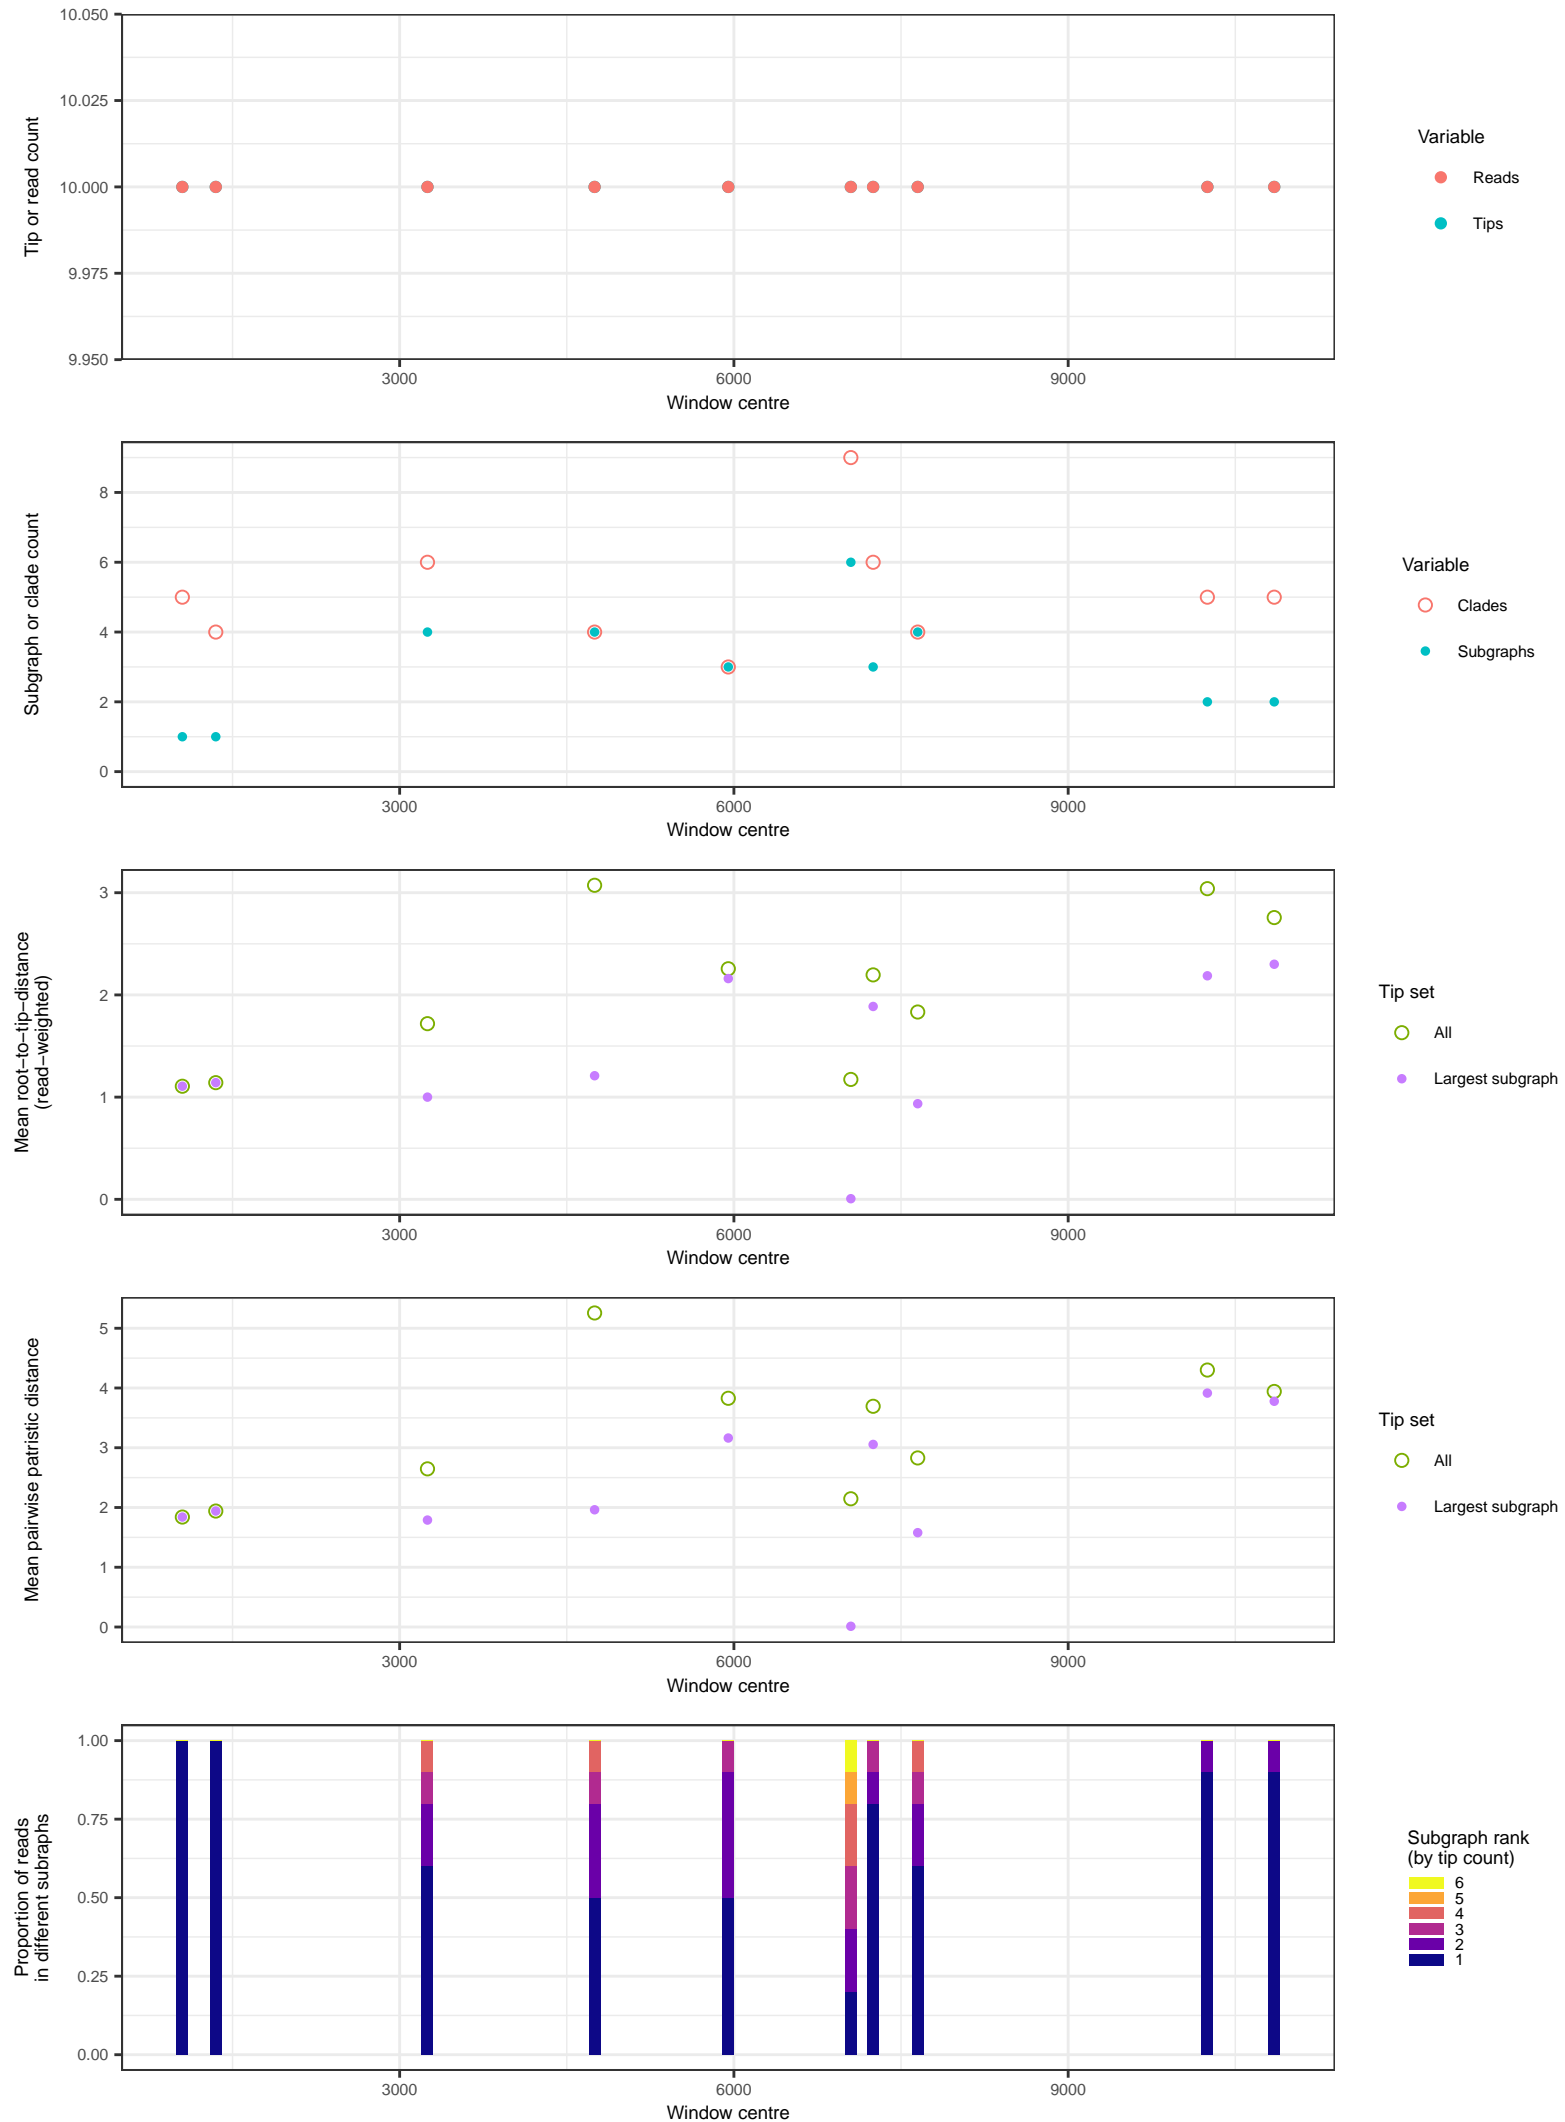 10.050
10.025
10.000
9.975
9.950
Tip or read count
3000
6000
9000
Window centre
Variable
Reads
Tips
8
6
4
2
0
Subgraph or clade count
3000
6000
9000
Window centre
Variable
Clades
Subgraphs
3
2
1
0
Mean root−to−tip−distance
(read−weighted)
3000
6000
9000
Window centre
Tip set
All
Largest subgraph
5
4
3
2
1
0
Mean pairwise patristic distance
3000
6000
9000
Window centre
Tip set
All
Largest subgraph
1.00
0.75
0.50
0.25
0.00
Proportion of reads
in different subraphs
3000
6000
9000
Window centre
Subgraph rank
(by tip count)
6
5
4
3
2
1